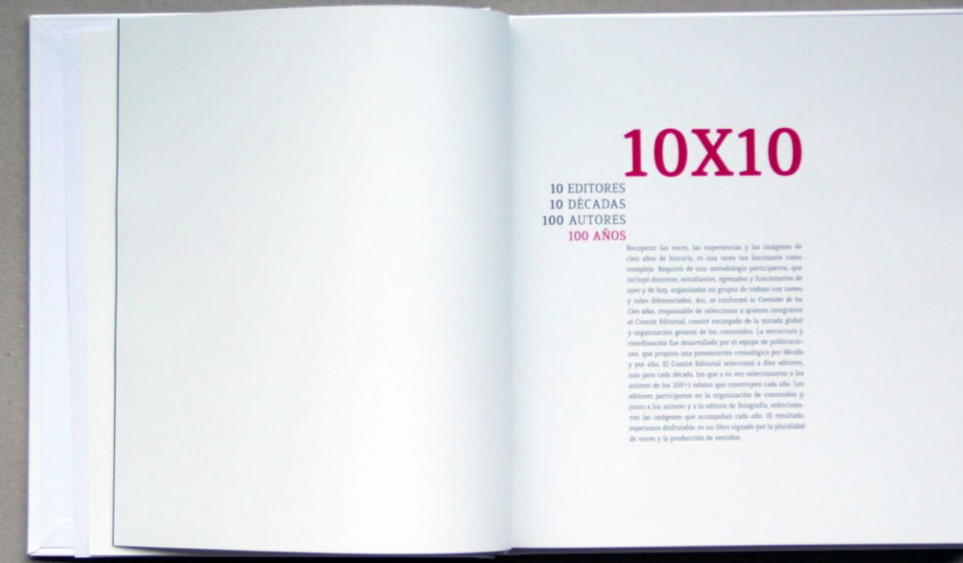 10X10
10 EDITORES
10 DÉCADAS
100 AUTORES
100 AÑOS
Recuperar las voces, las experiencias y las imágenes de
cien años de historia, es una tarea tan fascinante como
compleja. Requirió de una metodología participativa, que
incluyó docentes, estudiantes, egresados y funcionarios de
ayer y de hoy, organizados en grupos de trabajo con tareas
y roles diferenciados. Así, se conformó la Comisión de los
Cien años, responsable de seleccionar a quienes integraron
el Comité Editorial, comité encargado de la mirada global
y organización general de los contenidos. La estructura y
coordinación fue desarrollada por el equipo de publicacio-
nes, que propuso una presentación cronológica por década
y por año. El Comité Editorial seleccionó a diez editores,
uno para cada década, los que a su vez seleccionaron a los
autores de los 100+1 relatos que construyen cada año. Los
editores participaron en la organización de contenidos y
junto a los autores y a la editora de fotografía, selecciona-
ron las imágenes que acompañan cada año. El resultado,
esperamos disfrutable, es un libro signado por la pluralidad
de voces y la producción de sentidos.